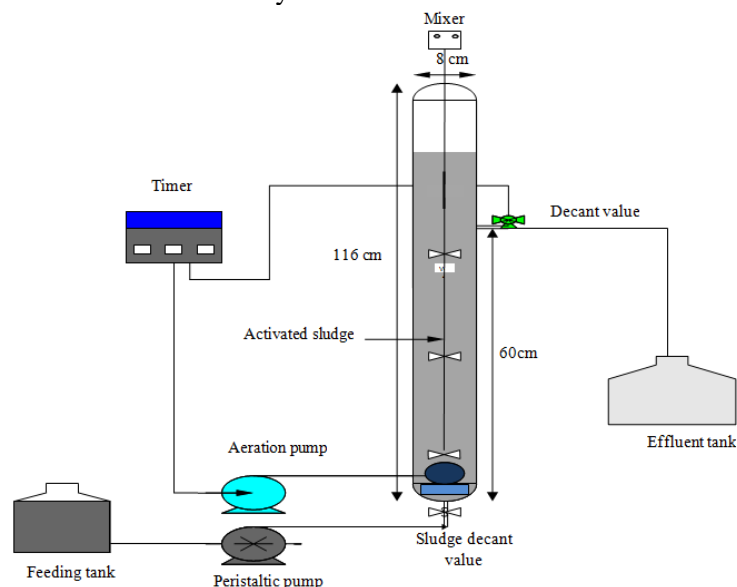 Mixer
8 cm
Timer
Decant value
116 cm
Activated sludge
60cm
Aeration pump
Effluent tank
Sludge decant
value
Feeding tank
Peristaltic pump